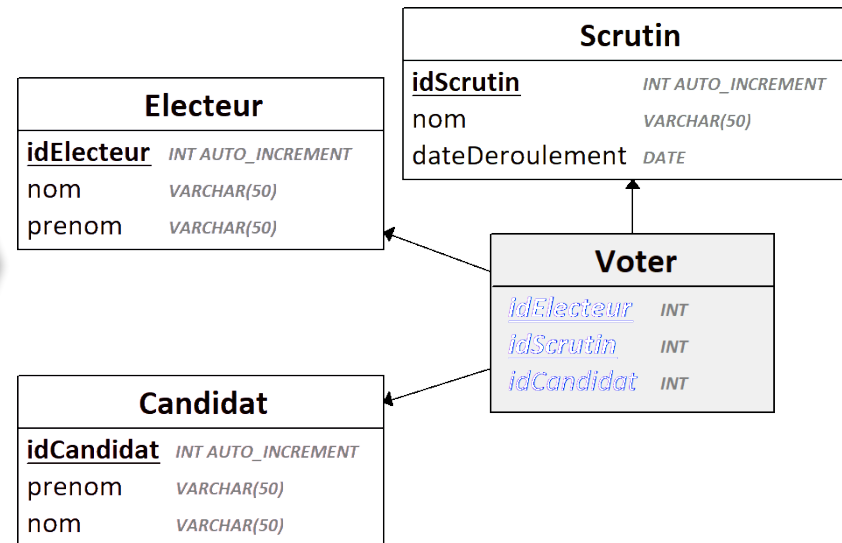 Scrutin
idScrutin INT AUTO_INCREMENT
nom VARCHAR(50)
dateDeroulement DATE
Electeur
idElecteur INT AUTO_INCREMENT
nom VARCHAR(50)
prenom VARCHAR(50)
Voter
idElecteur INT
idScrutin INT
idCandidat INT
Candidat
idCandidat INT AUTO_INCREMENT
prenom VARCHAR(50)
nom VARCHAR(50)